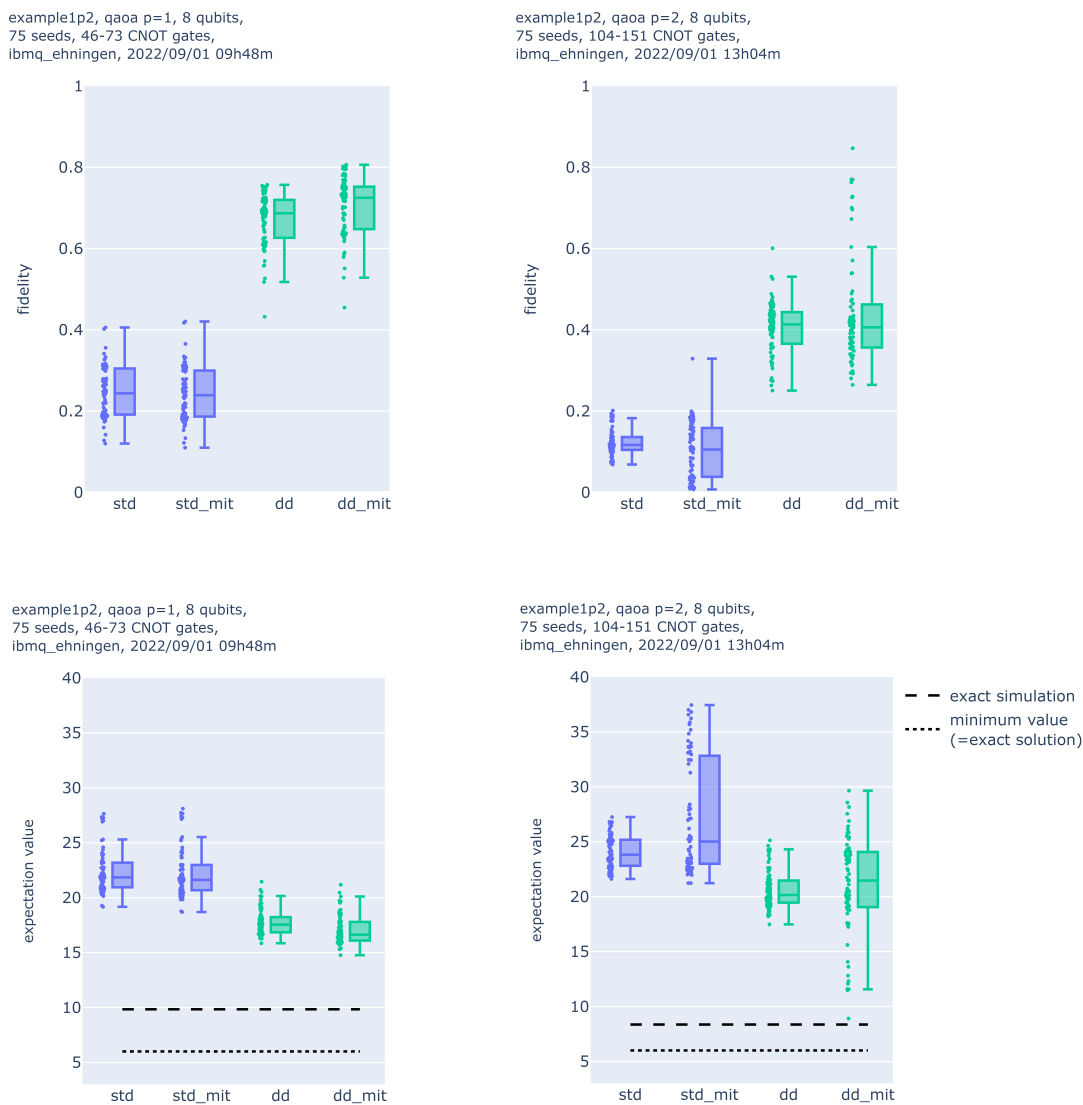 example1p2, qaoa p=1, 8 qubits,
75 seeds, 46-73 CNOT gates,
ibmq_ehningen, 2022/09/01 09h48m
1
0.8
0.6
0.4
0.2
0
fidelity
std
std_mit
dd
dd_mit
example1p2, qaoa p=2, 8 qubits,
75 seeds, 104-151 CNOT gates,
ibmq_ehningen, 2022/09/01 13h04m
1
0.8
0.6
0.4
0.2
0
fidelity
std
std_mit
dd
dd_mit
example1p2, qaoa p=1, 8 qubits,
75 seeds, 46-73 CNOT gates,
ibmq_ehningen, 2022/09/01 09h48m
40
35
30
25
20
15
10
5
expectation value
std
std_mit
dd
dd_mit
example1p2, qaoa p=2, 8 qubits,
75 seeds, 104-151 CNOT gates,
ibmq_ehningen, 2022/09/01 13h04m
40
35
30
25
20
15
10
5
expectation value
std
std_mit
dd
dd_mit
exact simulation
minimum value
(=exact solution)